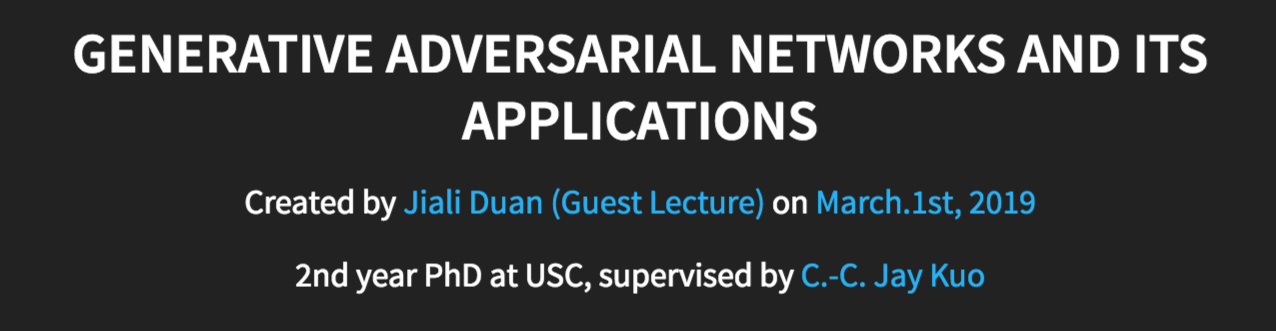 GENERATIVE ADVERSARIAL NETWORKS AND ITS
APPLICATIONS
Created by Jiali Duan (Guest Lecture) on March.1st, 2019
2nd year PhD at USC, supervised by C.-C. Jay Kuo